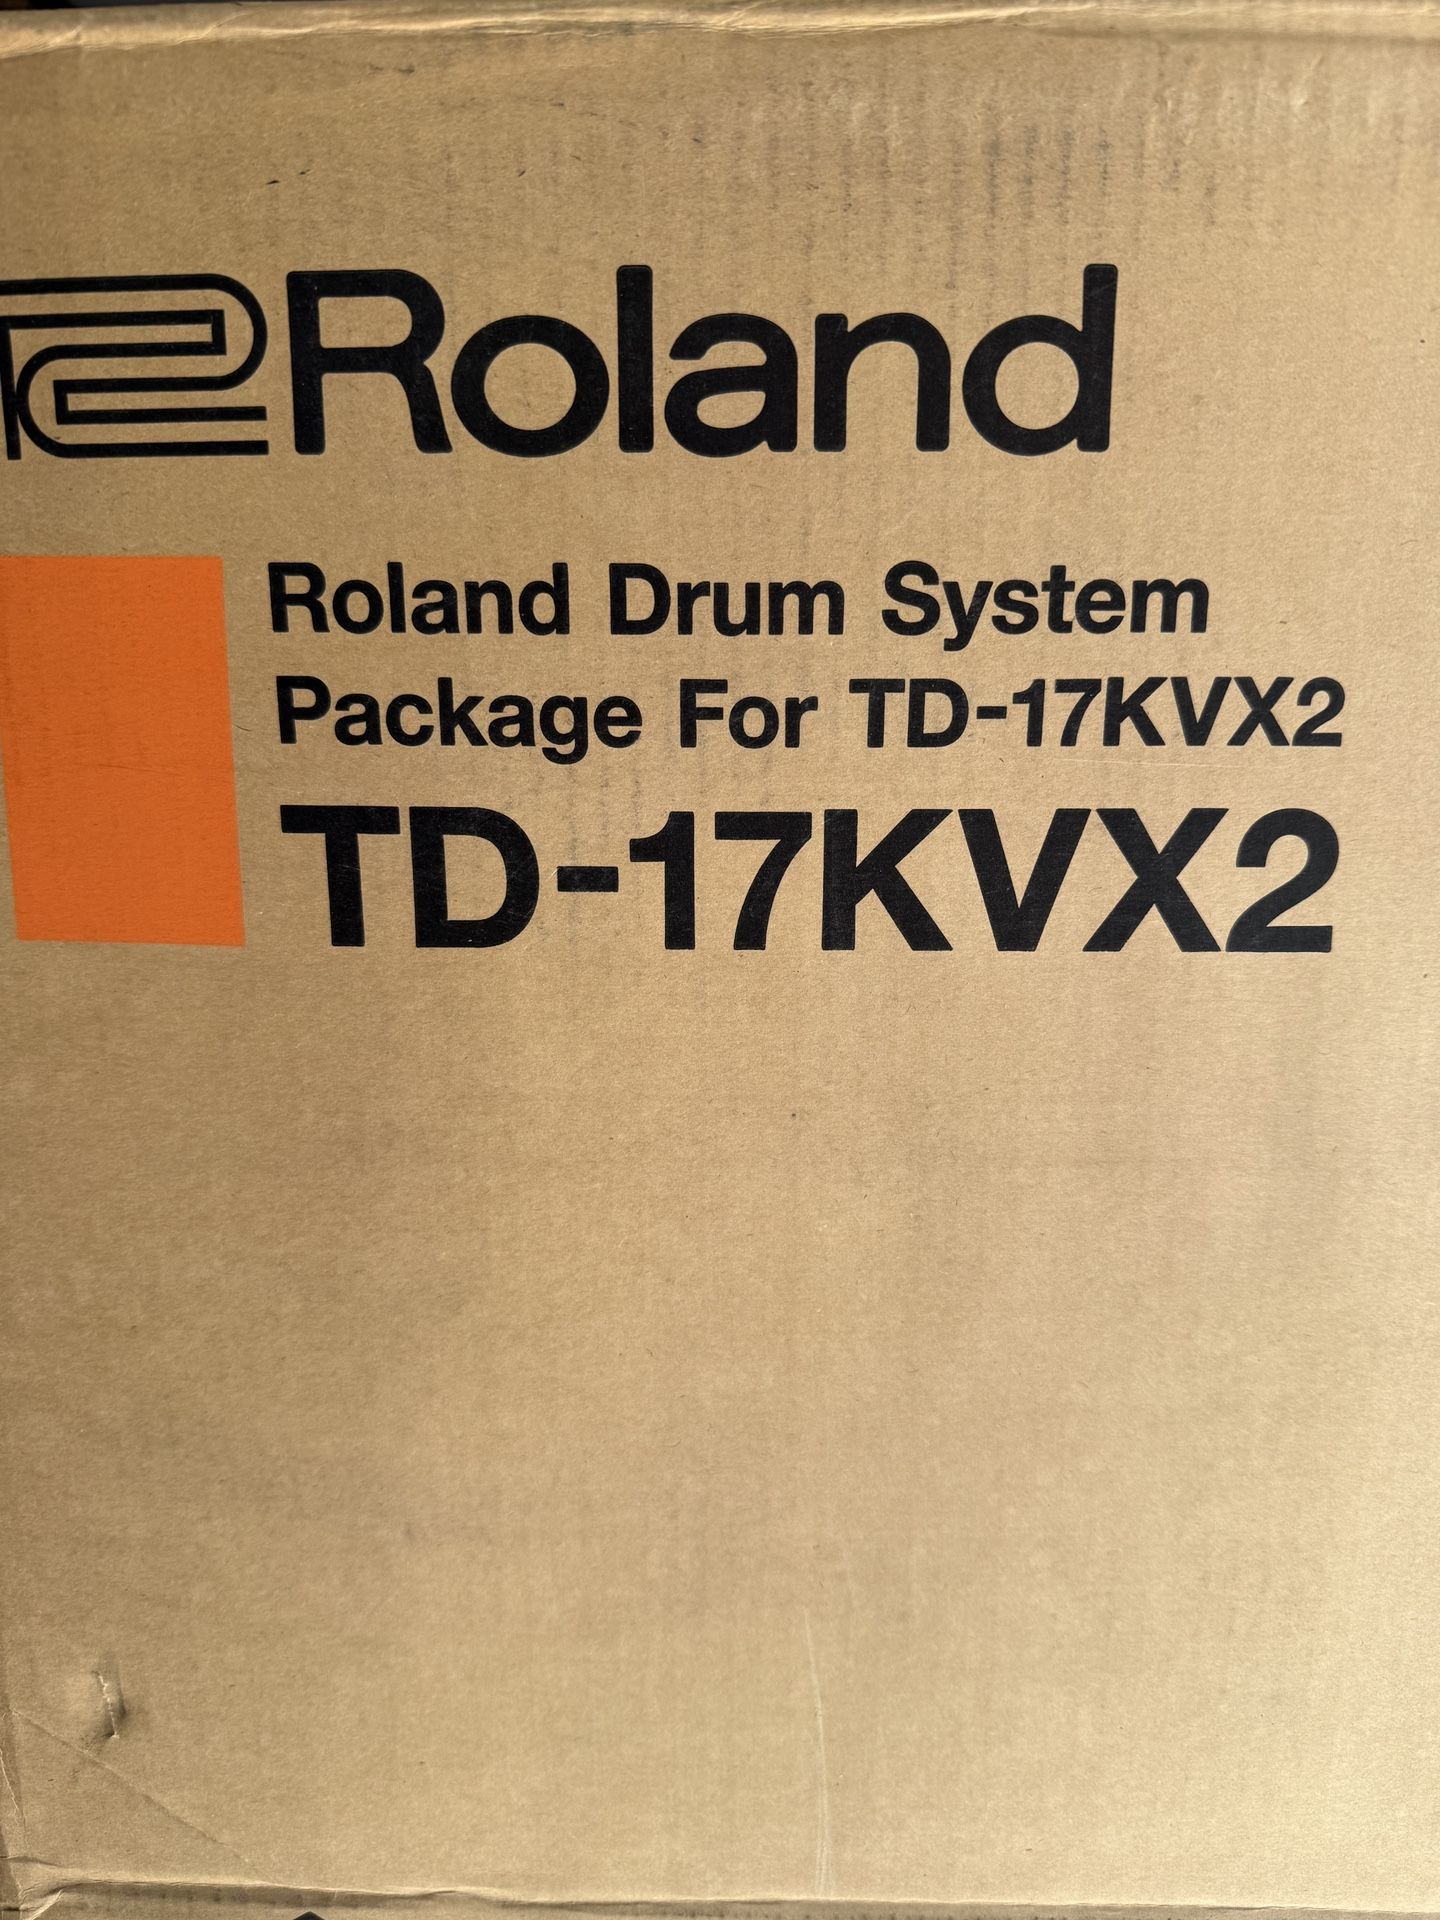 Roland
Roland Drum System
Package For TD-17KVX2
TD-17KVX2